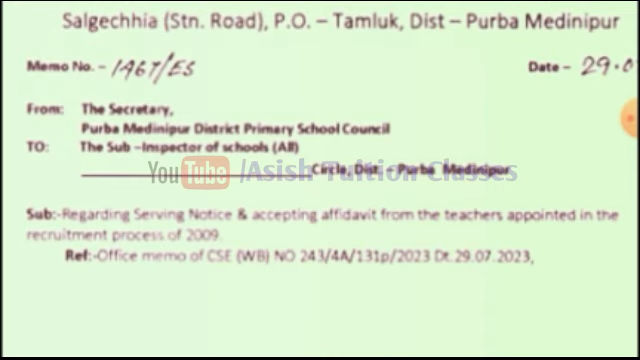 Salgechhia (Stn. Road), P.O. – Tamluk, Dist – Purba Medinipur
Memo No. – 1467/ES Date – 29.0
From: The Secretary,
Purba Medinipur District Primary School Council
TO: The Sub –Inspector of schools (All)
Circle, Dist. – Purba Medinipur
YouTube /Asish Tuition Classes
Sub:-Regarding Serving Notice & accepting affidavit from the teachers appointed in the
recruitment process of 2009.
Ref:-Office memo of CSE (WB) NO 243/4A/131p/2023 Dt.29.07.2023,